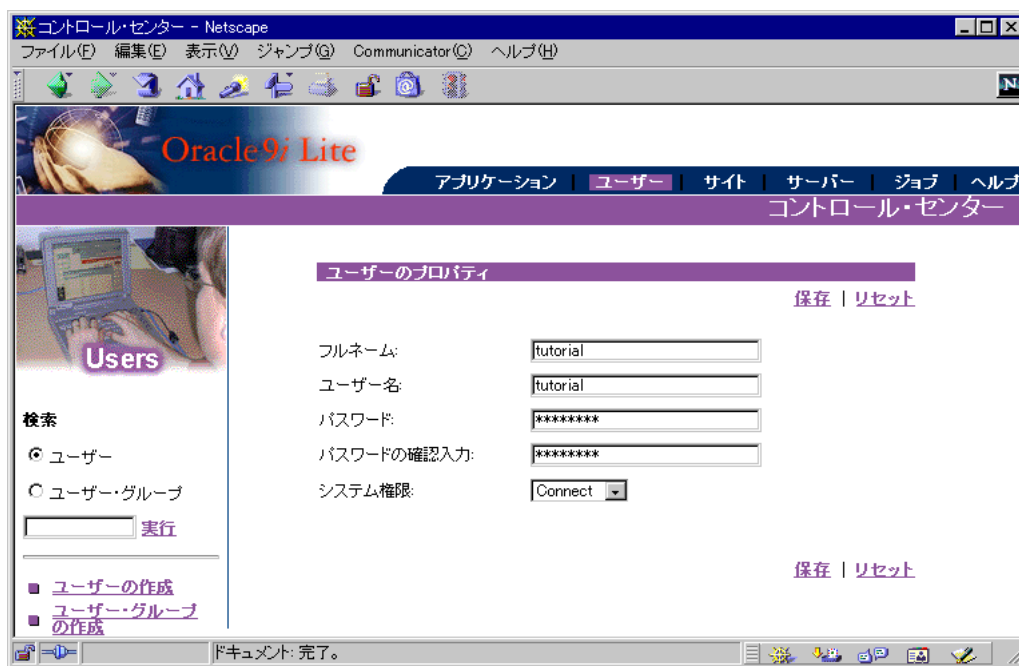 コントロール・センター - Netscape
ファイル(F) 編集(E) 表示(V) ジャンプ(G) Communicator(C) ヘルプ(H)
N
Oracle9i Lite
アプリケーション ユーザー サイト サーバー ジョブ ヘルプ
コントロール・センター
Users
検索
ユーザー
ユーザー・グループ
実行
ユーザーの作成
ユーザー・グループ
の作成
ユーザーのプロパティ
保存 | リセット
フルネーム: tutorial
ユーザー名: tutorial
パスワード: ********
パスワードの確認入力: ********
システム権限: Connect
保存 | リセット
ドキュメント: 完了。